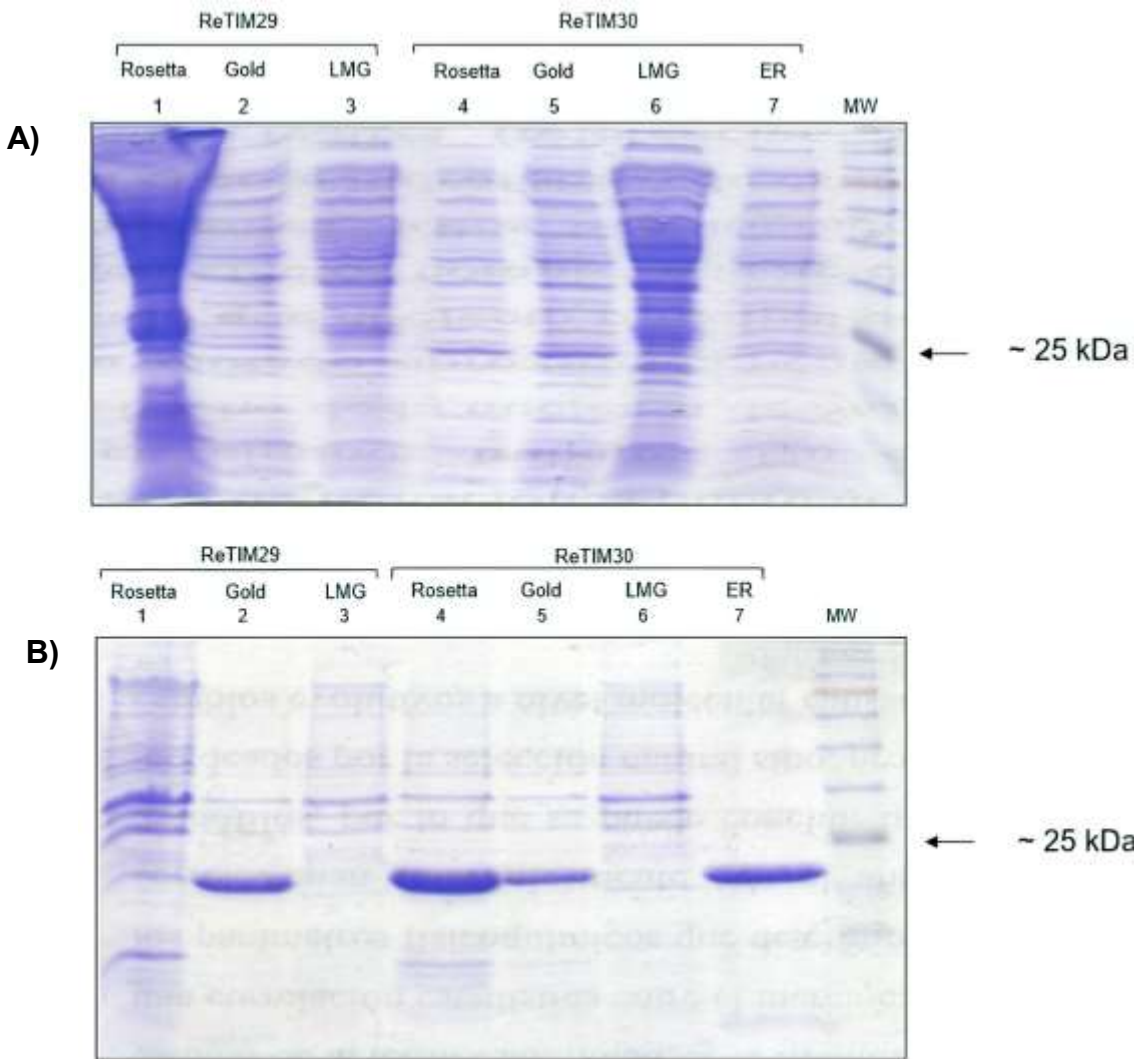 ReTIM29 ReTIM30
Rosetta Gold LMG Rosetta Gold LMG ER
1 2 3 4 5 6 7 MW
A)
~ 25 kDa
ReTIM29 ReTIM30
Rosetta Gold LMG Rosetta Gold LMG ER
1 2 3 4 5 6 7 MW
B)
~ 25 kDa